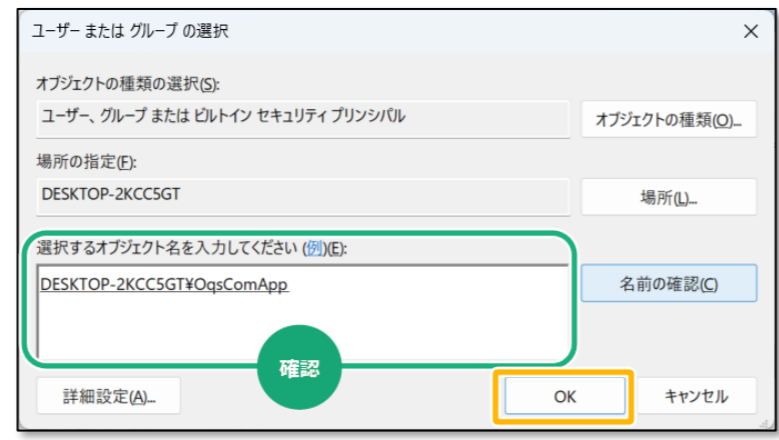 ユーザー または グループ の選択
オブジェクトの種類の選択(S):
ユーザー、グループ または ビルトイン セキュリティ プリンシパル
オブジェクトの種類(O)...
場所の指定(F):
DESKTOP-2KCC5GT
場所(L)...
選択するオブジェクト名を入力してください (例)(E):
DESKTOP-2KCC5GT¥OqsComApp
名前の確認(C)
確認
詳細設定(A)...
OK
キャンセル